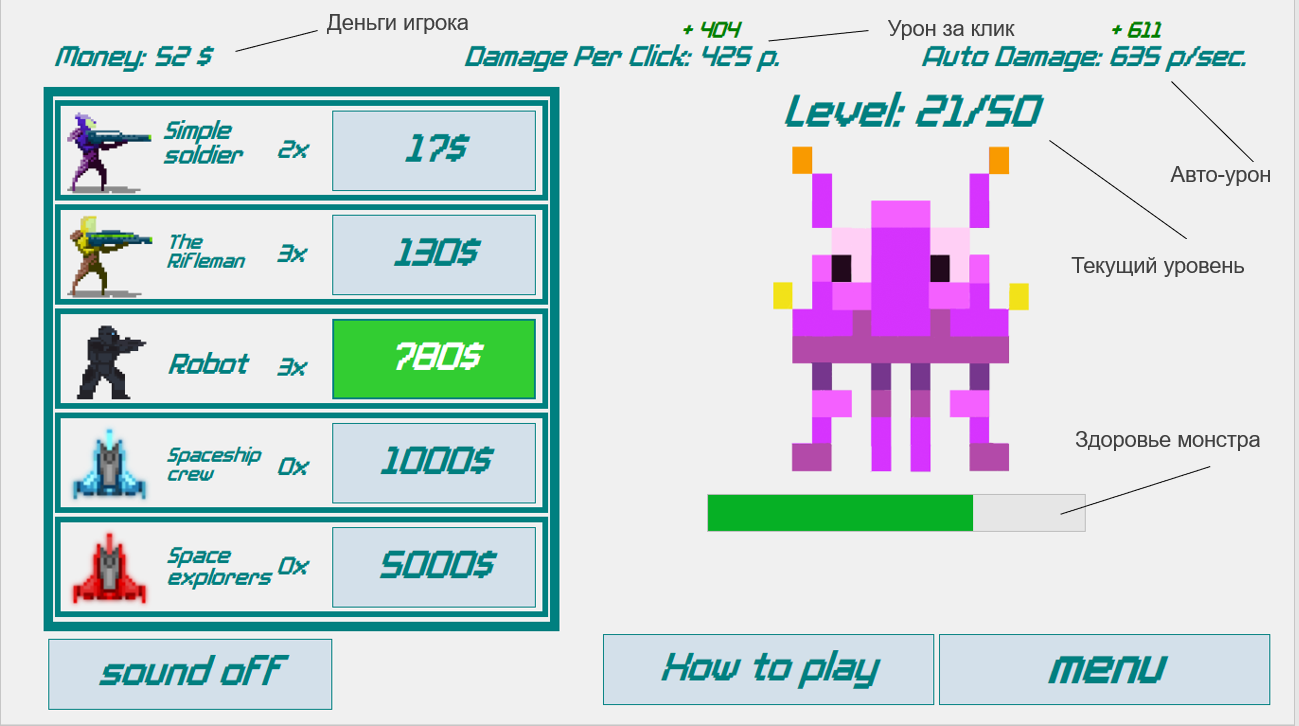 Деньги игрока
+ 404
Урон за клик
+ 611
Money: 52 $
Damage Per Click: 425 p.
Auto Damage: 635 p/sec.
Level: 21/50
Simple
soldier
2x
17$
Авто-урон
The
Rifleman
3x
130$
Текущий уровень
Robot
3x
780$
Spaceship
crew
0x
1000$
Здоровье монстра
Space
explorers
0x
5000$
sound off
How to play
menu